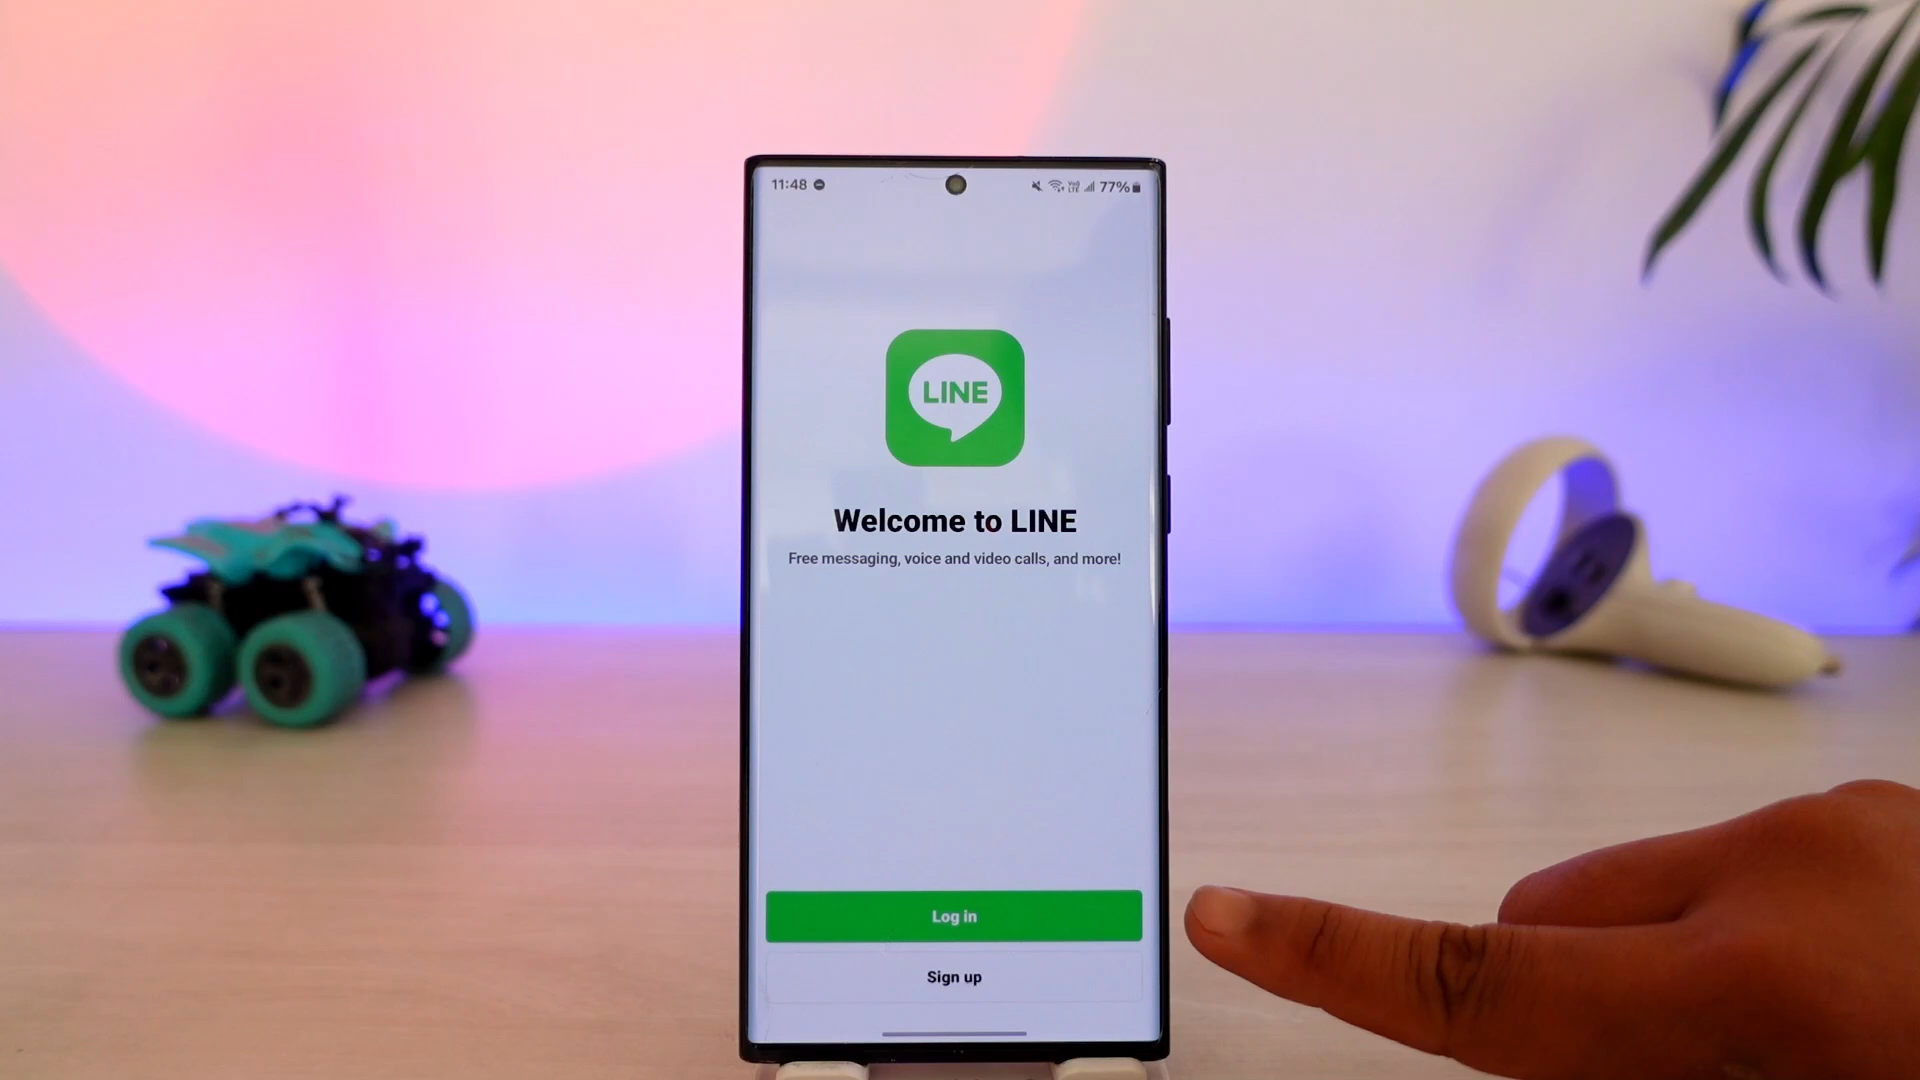 11:48
77%
LINE
Welcome to LINE
Free messaging, voice and video calls, and more!
Log in
Sign up